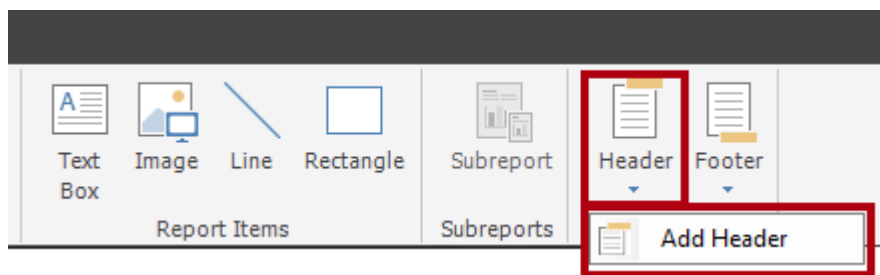 A
Text
Box
Image
Line
Rectangle
Subreport
Header
Footer
Report Items
Subreports
Add Header